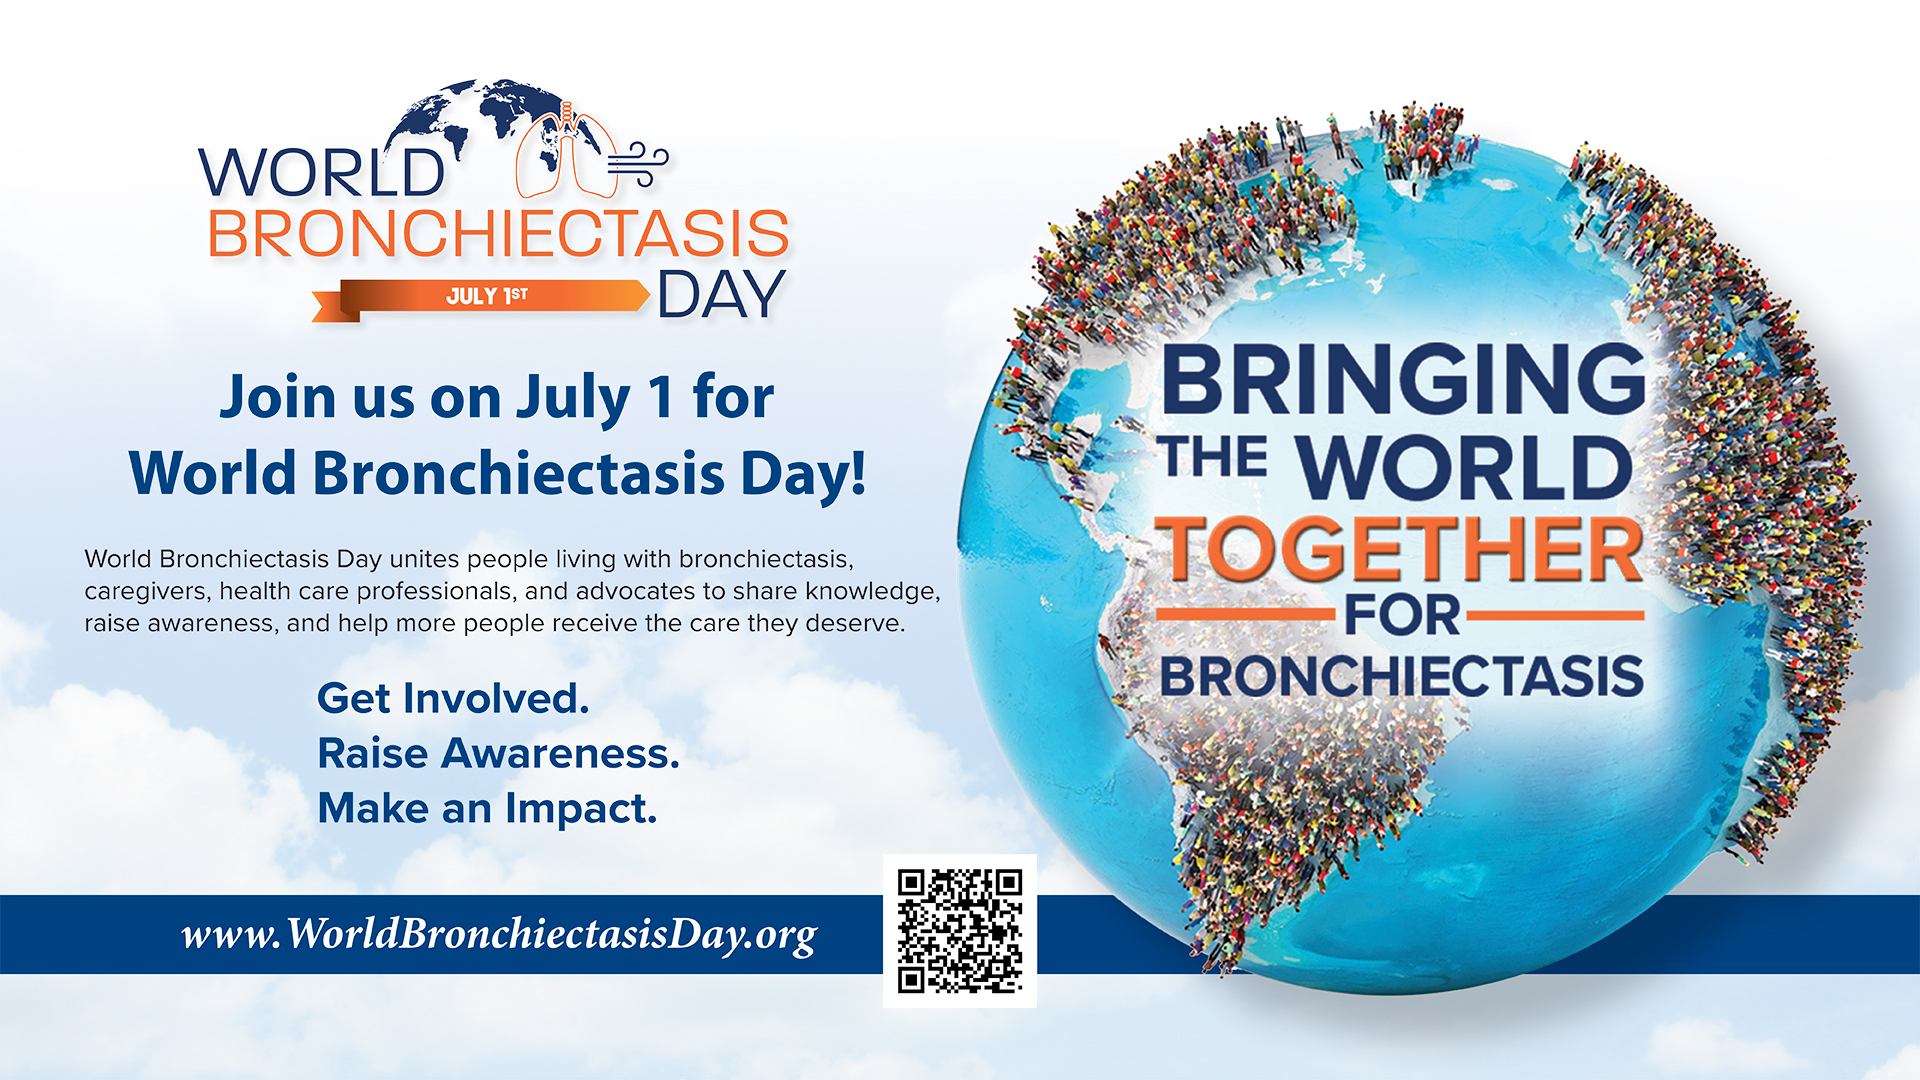 WORLD
BRONCHIECTASIS
JULY 1ST DAY
Join us on July 1 for
World Bronchiectasis Day!
World Bronchiectasis Day unites people living with bronchiectasis,
caregivers, health care professionals, and advocates to share knowledge,
raise awareness, and help more people receive the care they deserve.
Get Involved.
Raise Awareness.
Make an Impact.
www.WorldBronchiectasisDay.org
BRINGING
THE WORLD
TOGETHER
FOR
BRONCHIECTASIS